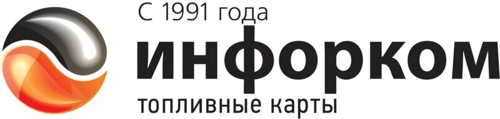 С 1991 года
инфорком
топливные карты